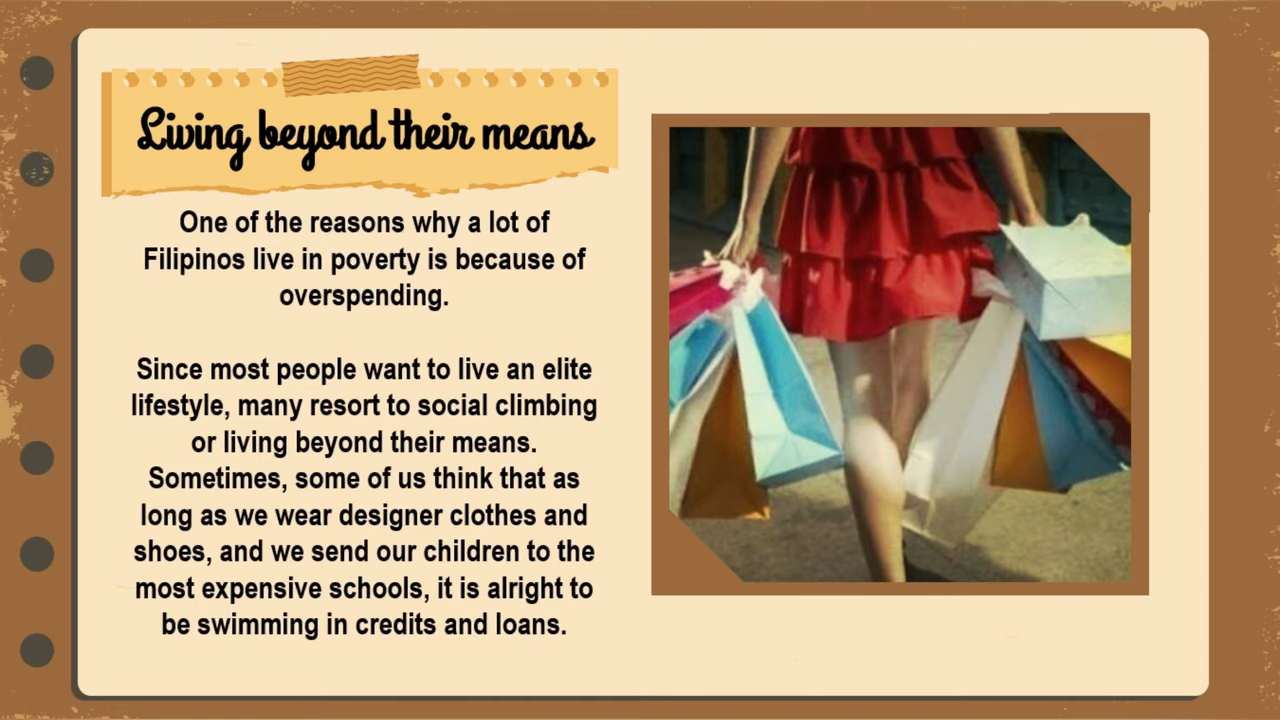 Living beyond their means
One of the reasons why a lot of
Filipinos live in poverty is because of
overspending.
Since most people want to live an elite
lifestyle, many resort to social climbing
or living beyond their means.
Sometimes, some of us think that as
long as we wear designer clothes and
shoes, and we send our children to the
most expensive schools, it is alright to
be swimming in credits and loans.